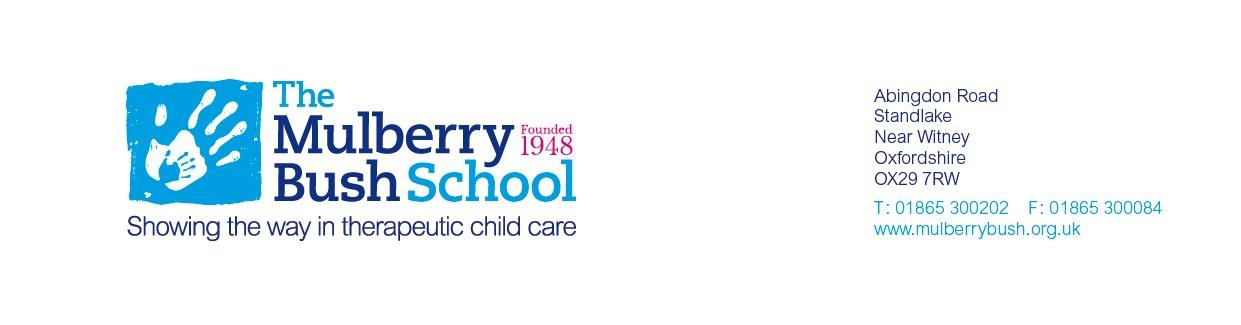 The
Mulberry
Founded
1948
Bush School
Showing the way in therapeutic child care
Abingdon Road
Standlake
Near Witney
Oxfordshire
OX29 7RW
T: 01865 300202 F: 01865 300084
www.mulberrybush.org.uk